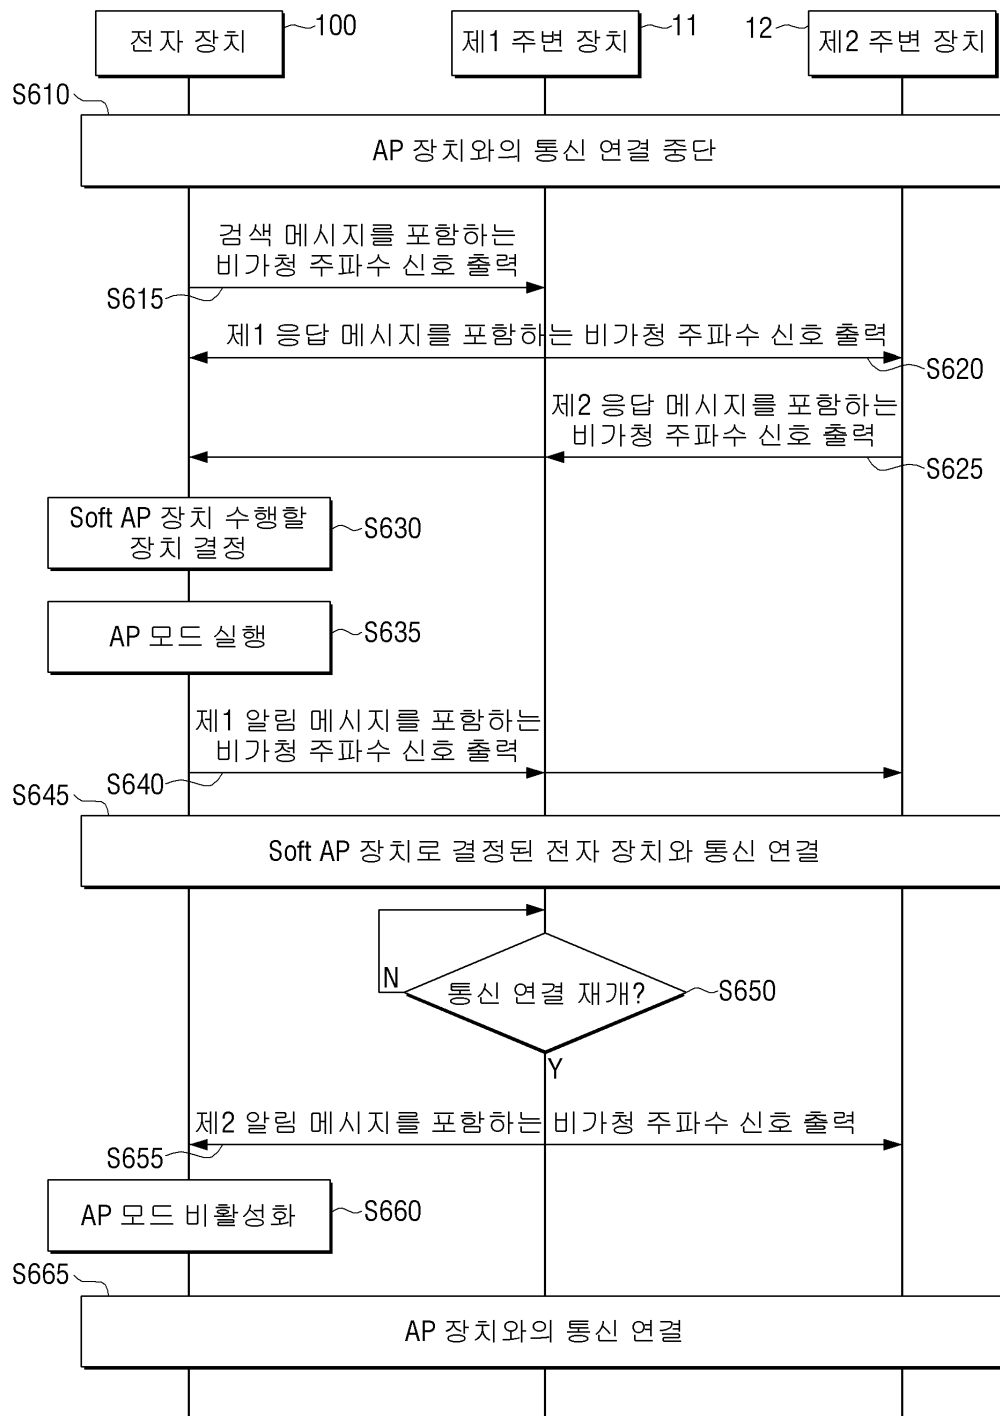 전자 장치
100
제1 주변 장치
11
12
제2 주변 장치
S610
AP 장치와의 통신 연결 중단
검색 메시지를 포함하는
비가청 주파수 신호 출력
S615
제1 응답 메시지를 포함하는 비가청 주파수 신호 출력
S620
제2 응답 메시지를 포함하는
비가청 주파수 신호 출력
S625
Soft AP 장치 수행할
장치 결정
S630
AP 모드 실행
S635
제1 알림 메시지를 포함하는
비가청 주파수 신호 출력
S640
S645
Soft AP 장치로 결정된 전자 장치와 통신 연결
N
통신 연결 재개?
S650
Y
제2 알림 메시지를 포함하는 비가청 주파수 신호 출력
S655
AP 모드 비활성화
S660
S665
AP 장치와의 통신 연결